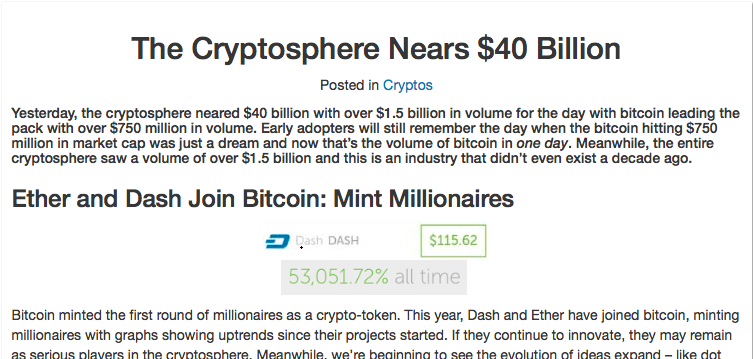 The Cryptosphere Nears $40 Billion
Posted in Cryptos
Yesterday, the cryptosphere neared $40 billion with over $1.5 billion in volume for the day with bitcoin leading the
pack with over $750 million in volume. Early adopters will still remember the day when the bitcoin hitting $750
million in market cap was just a dream and now that's the volume of bitcoin in one day. Meanwhile, the entire
cryptosphere saw a volume of over $1.5 billion and this is an industry that didn't even exist a decade ago.
Ether and Dash Join Bitcoin: Mint Millionaires
Dash DASH $115.62
53,051.72% all time
Bitcoin minted the first round of millionaires as a crypto-token. This year, Dash and Ether have joined bitcoin, minting
millionaires with graphs showing uptrends since their projects started. If they continue to innovate, they may remain
as serious players in the cryptosphere. Meanwhile, we're beginning to see the evolution of ideas expand – like dot